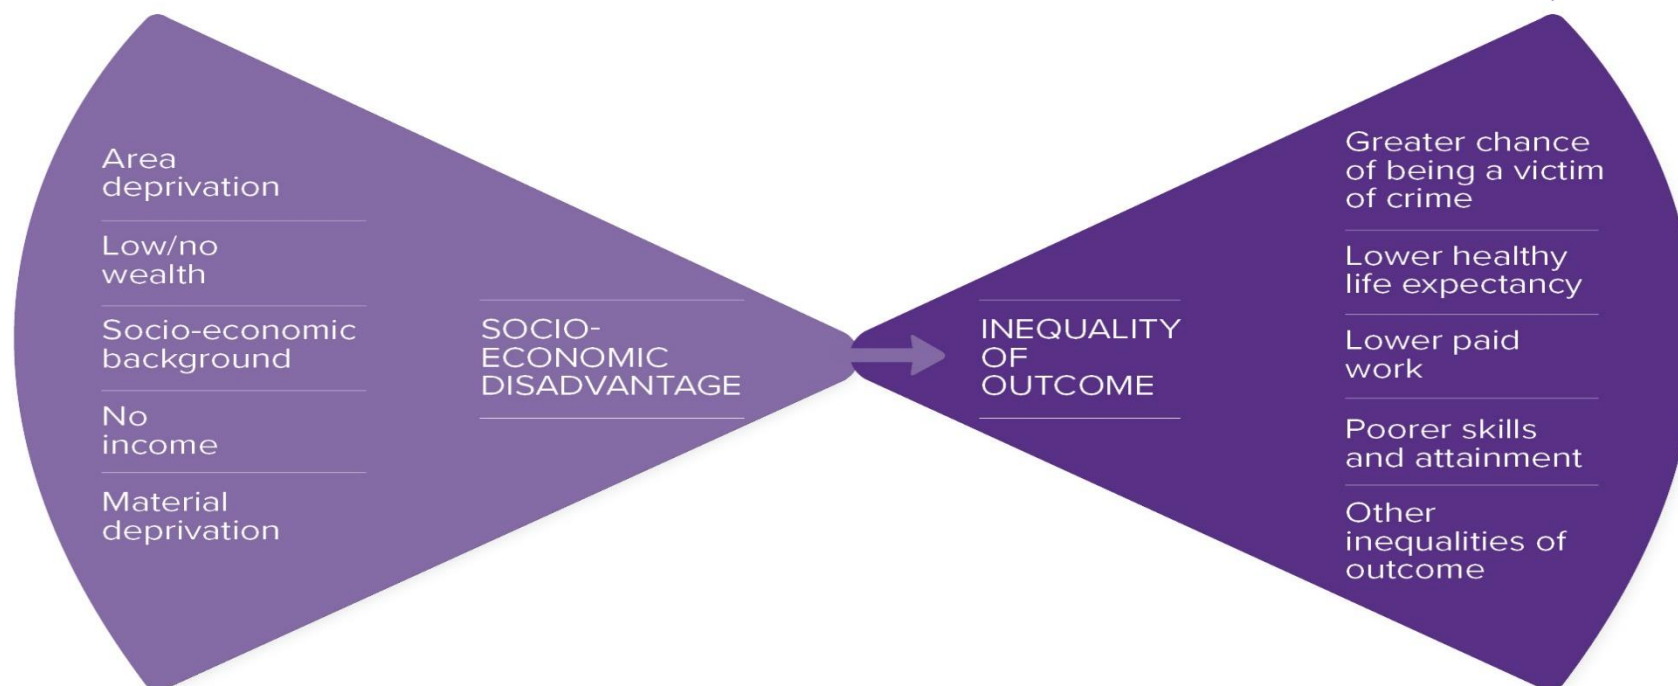 Area
deprivation
Low/no
wealth
Socio-economic
background
No
income
Material
deprivation
SOCIO-
ECONOMIC
DISADVANTAGE
INEQUALITY
OF
OUTCOME
Greater chance
of being a victim
of crime
Lower healthy
life expectancy
Lower paid
work
Poorer skills
and attainment
Other
inequalities of
outcome